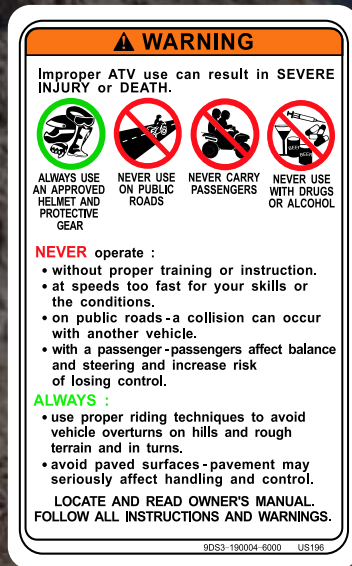 WARNING
Improper ATV use can result in SEVERE
INJURY or DEATH.
ALWAYS USE
AN APPROVED
HELMET AND
PROTECTIVE
GEAR
NEVER USE
ON PUBLIC
ROADS
NEVER CARRY
PASSENGERS
NEVER USE
WITH DRUGS
OR ALCOHOL
BEER
BEER
NEVER operate :
• without proper training or instruction.
• at speeds too fast for your skills or
the conditions.
• on public roads - a collision can occur
with another vehicle.
• with a passenger - passengers affect balance
and steering and increase risk
of losing control.
ALWAYS :
• use proper riding techniques to avoid
vehicle overturns on hills and rough
terrain and in turns.
• avoid paved surfaces - pavement may
seriously affect handling and control.
LOCATE AND READ OWNER'S MANUAL.
FOLLOW ALL INSTRUCTIONS AND WARNINGS.
9DS3-190004-6000 US196